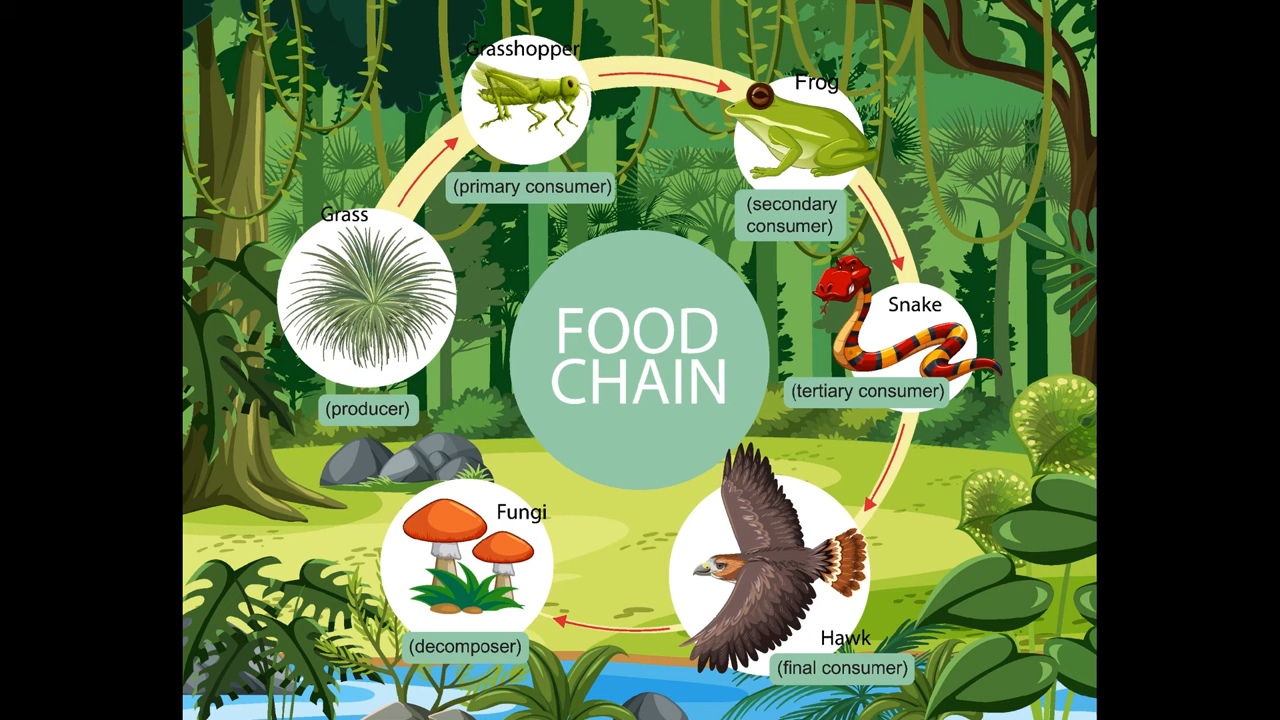 Grasshopper
(primary consumer)
Frog
(secondary
consumer)
Grass
(producer)
Snake
(tertiary consumer)
FOOD
CHAIN
Fungi
(decomposer)
Hawk
(final consumer)